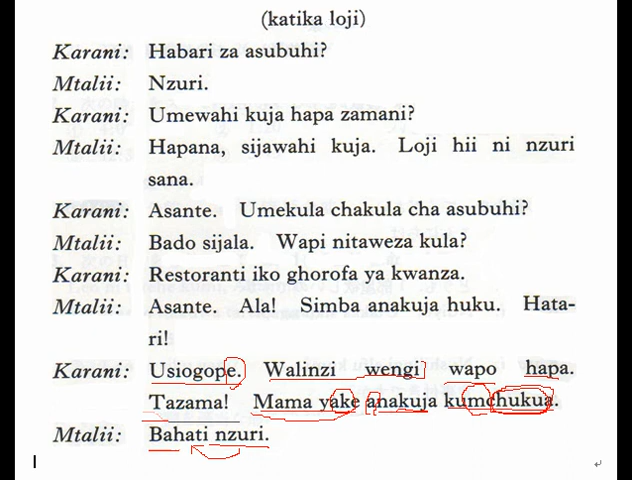 (katika loji)
Karani: Habari za asubuhi?
Mtalii: Nzuri.
Karani: Umewahi kuja hapa zamani?
Mtalii: Hapana, sijawahi kuja. Loji hii ni nzuri
sana.
Karani: Asante. Umekula chakula cha asubuhi?
Mtalii: Bado sijala. Wapi nitaweza kula?
Karani: Restoranti iko ghorofa ya kwanza.
Mtalii: Asante. Ala! Simba anakuja huku. Hata-
ri!
Karani: Usiogope. Walinzi wengi wapo hapa.
Tazama! Mama yake anakuja kumchukua.
Mtalii: Bahati nzuri.